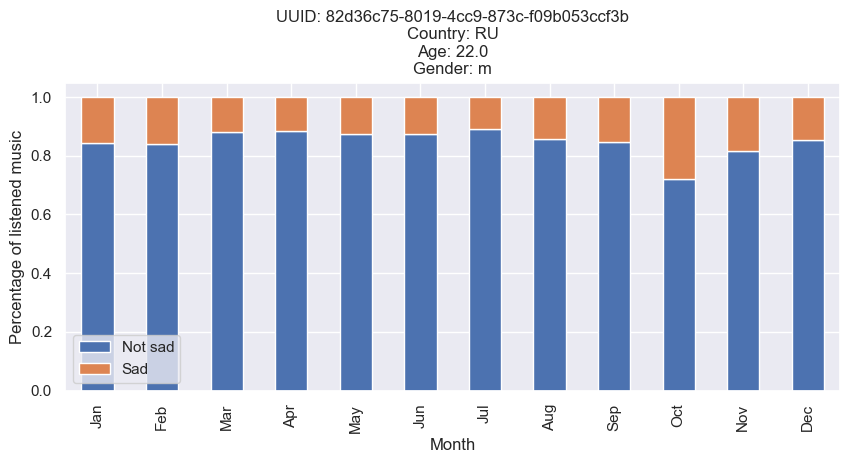 UUID: 82d36c75-8019-4cc9-873c-f09b053ccf3b
Country: RU
Age: 22.0
Gender: m
Percentage of listened music
1.0
0.8
0.6
0.4
0.2
0.0
Not sad
Sad
Jan
Feb
Mar
Apr
May
Jun
Jul
Aug
Sep
Oct
Nov
Dec
Month